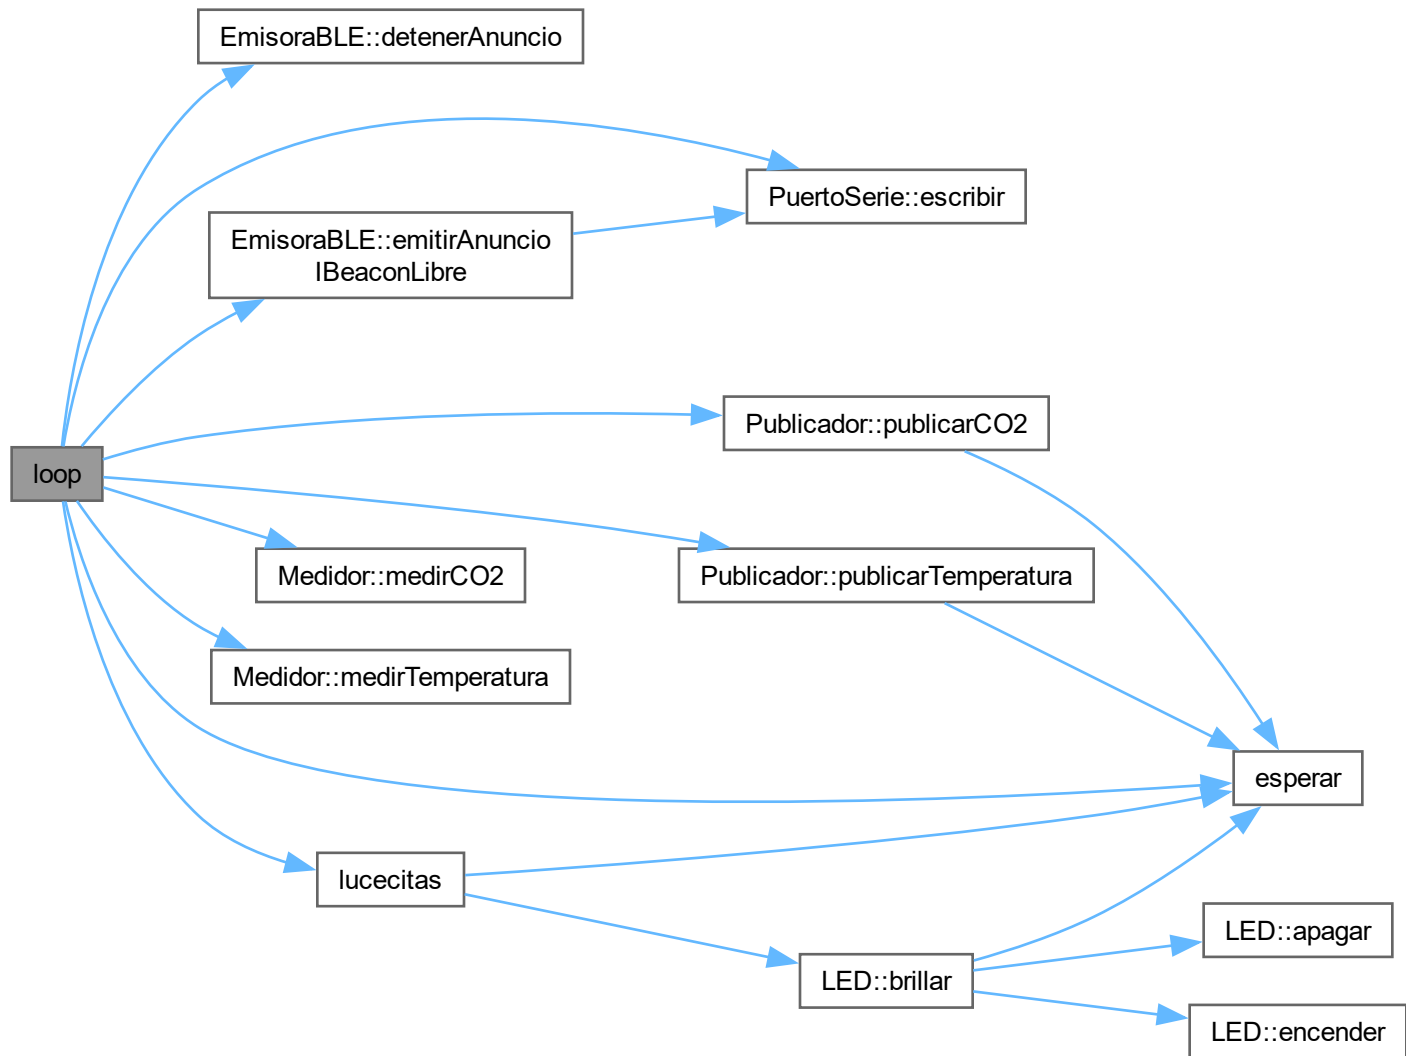 EmisoraBLE::detenerAnuncio
PuertoSerie::escribir
EmisoraBLE::emitirAnuncio
IBeaconLibre
Publicador::publicarCO2
loop
Medidor::medirCO2
Publicador::publicarTemperatura
Medidor::medirTemperatura
esperar
lucecitas
LED::apagar
LED::brillar
LED::encender